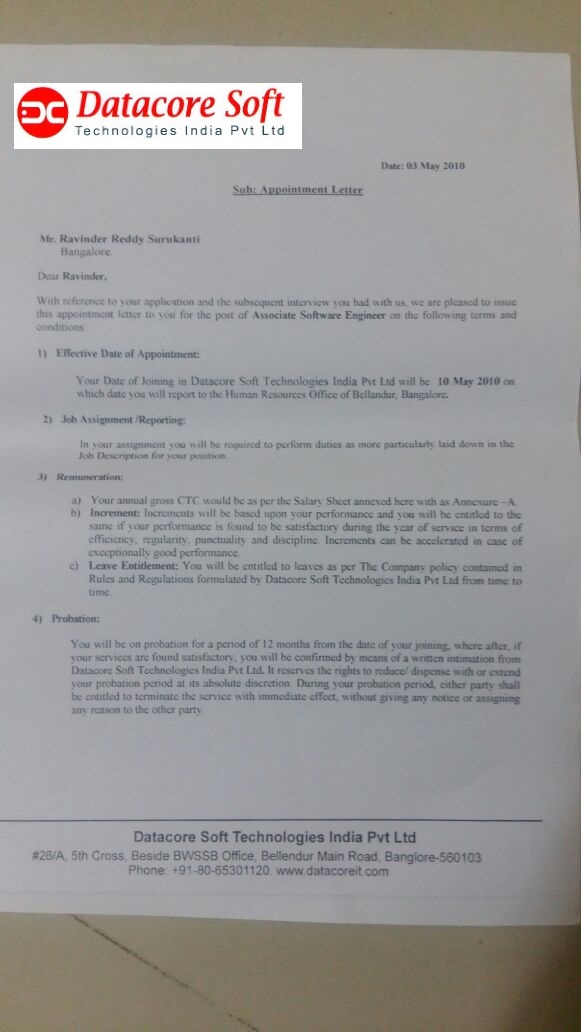 Datacore Soft
Technologies India Pvt Ltd
Date: 03 May 2010
Sub: Appointment Letter
Mr. Ravinder Reddy Surukanti
Bangalore
Dear Ravinder,
With reference to your application and the subsequent interview you had with us, we are pleased to issue
this appointment letter to you for the post of Associate Software Engineer on the following terms and
conditions:
1) Effective Date of Appointment:
Your Date of Joining in Datacore Soft Technologies India Pvt Ltd will be 10 May 2010 on
which date you will report to the Human Resources Office of Bellandur, Bangalore.
2) Job Assignment /Reporting:
In your assignment you will be required to perform duties as more particularly laid down in the
Job Description for your position.
3) Remuneration:
a) Your annual gross CTC would be as per the Salary Sheet annexed here with as Annexure –A.
b) Increment: Increments will be based upon your performance and you will be entitled to the
same if your performance is found to be satisfactory during the year of service in terms of
efficiency, regularity, punctuality and discipline. Increments can be accelerated in case of
exceptionally good performance.
c) Leave Entitlement: You will be entitled to leaves as per The Company policy contained in
Rules and Regulations formulated by Datacore Soft Technologies India Pvt Ltd from time to
time.
4) Probation:
You will be on probation for a period of 12 months from the date of your joining, where after, if
your services are found satisfactory, you will be confirmed by means of a written intimation from
Datacore Soft Technologies India Pvt Ltd. It reserves the rights to reduce/ dispense with or extend
your probation period at its absolute discretion. During your probation period, either party shall
be entitled to terminate the service with immediate effect, without giving any notice or assigning
any reason to the other party.
Datacore Soft Technologies India Pvt Ltd
#26/A, 5th Cross, Beside BWSSB Office, Bellendur Main Road, Banglore-560103
Phone: +91-80-65301120. www.datacoreit.com